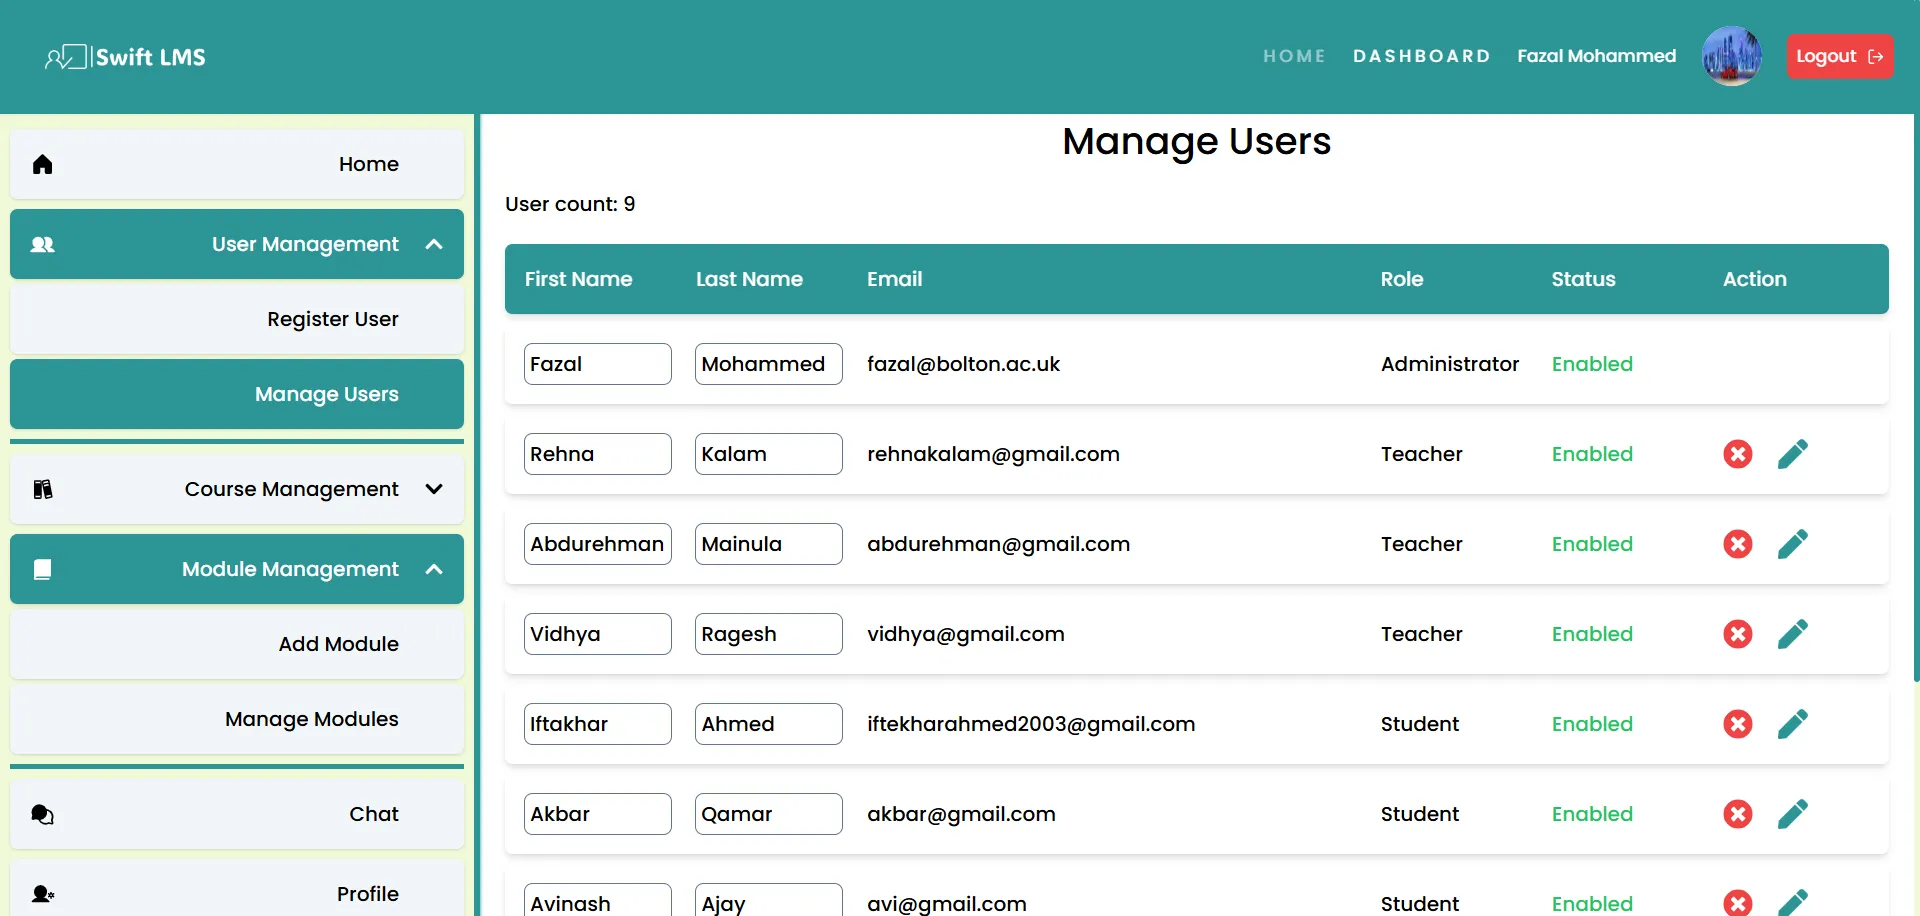 Swift LMS
HOME DASHBOARD Fazal Mohammed Logout
Home
User Management
Register User
Manage Users
Course Management
Module Management
Add Module
Manage Modules
Chat
Profile
Manage Users
User count: 9
First Name Last Name Email Role Status Action
Fazal Mohammed fazal@bolton.ac.uk Administrator Enabled
Rehna Kalam rehnakalam@gmail.com Teacher Enabled
Abdurehman Mainula abdurehman@gmail.com Teacher Enabled
Vidhya Ragesh vidhya@gmail.com Teacher Enabled
Iftakhar Ahmed iftekharahmed2003@gmail.com Student Enabled
Akbar Qamar akbar@gmail.com Student Enabled
Avinash Ajay avi@gmail.com Student Enabled